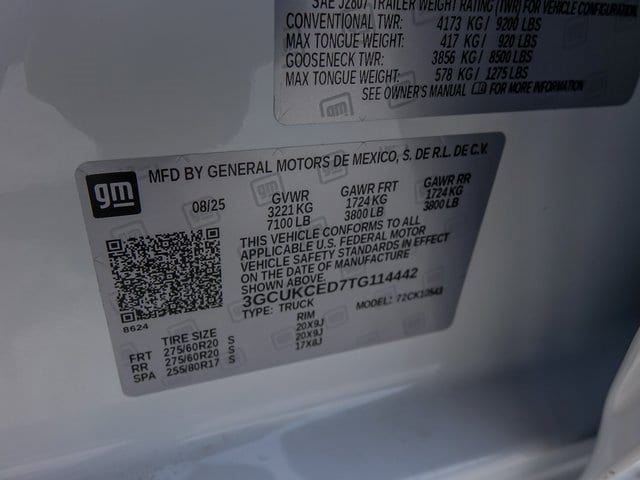 SAE J2807 TRAILER WEIGHT RATING (TWR) FOR VEHICLE CONFIGURATION
CONVENTIONAL TWR: 4173 KG / 9200 LBS
MAX TONGUE WEIGHT: 417 KG / 920 LBS
GOOSENECK TWR: 3856 KG / 8500 LBS
MAX TONGUE WEIGHT: 578 KG / 1275 LBS
SEE OWNER'S MANUAL FOR MORE INFORMATION
gm
MFD BY GENERAL MOTORS DE MEXICO, S. DE R.L. DE C.V.
08/25 GVWR GAWR FRT GAWR RR
3221 KG 1724 KG 1724 KG
7100 LB 3800 LB 3800 LB
THIS VEHICLE CONFORMS TO ALL
APPLICABLE U.S. FEDERAL MOTOR
VEHICLE SAFETY STANDARDS IN EFFECT
ON THE DATE OF MANUFACTURE
SHOWN ABOVE.
3GCUKCED7TG114442
TYPE: TRUCK MODEL: 72CK10543
8624
TIRE SIZE RIM
FRT 275/60R20 S 20X9J
RR 275/60R20 S 20X9J
SPA 255/80R17 S 17X8J